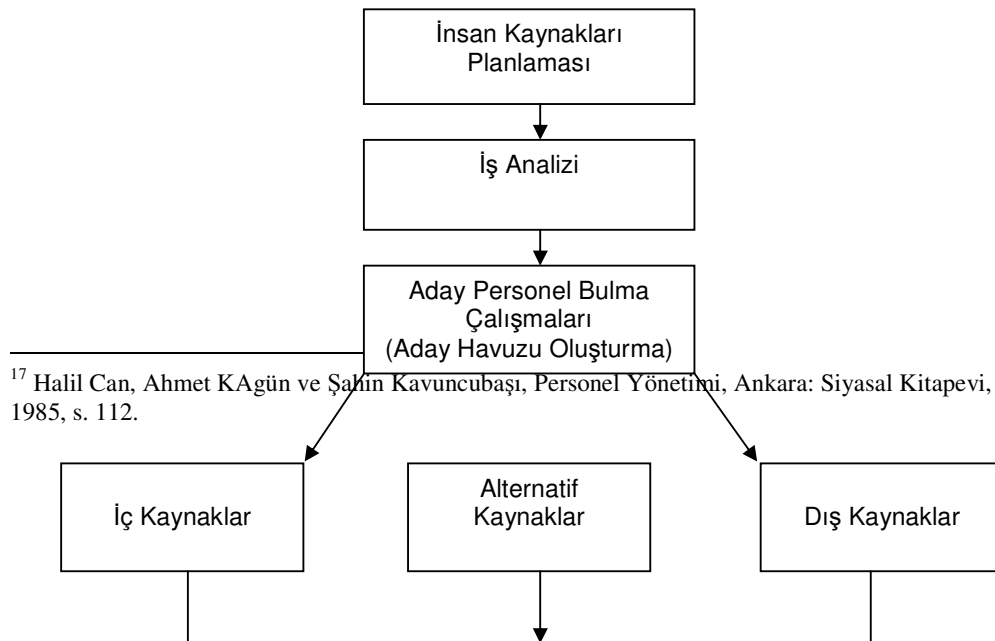 İnsan Kaynakları
Planlaması
İş Analizi
Aday Personel Bulma
Çalışmaları
(Aday Havuzu Oluşturma)
17 Halil Can, Ahmet KAgün ve Şahin Kavuncubaşı, Personel Yönetimi, Ankara: Siyasal Kitapevi,
1985, s. 112.
İç Kaynaklar
Alternatif
Kaynaklar
Dış Kaynaklar